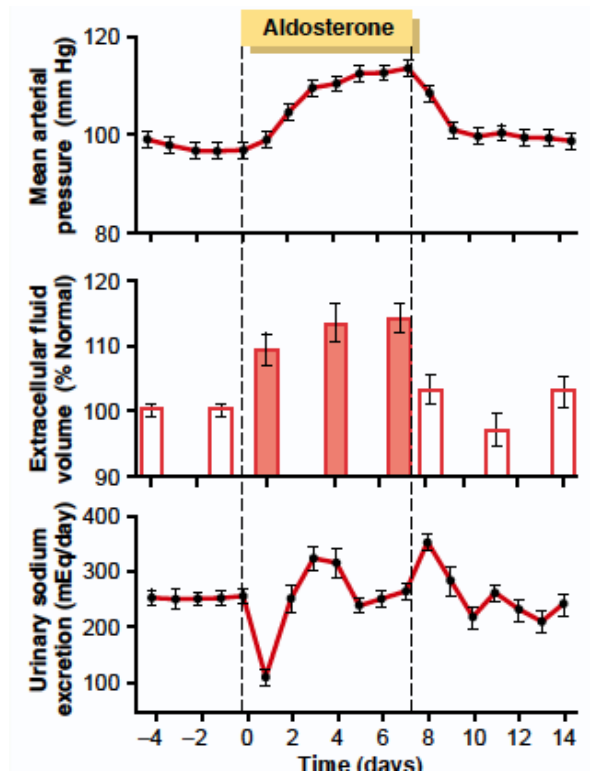 Aldosterone
Mean arterial
pressure (mm Hg)
120
100
80
Extracellular fluid
volume (% Normal)
120
110
100
90
Urinary sodium
excretion (mEq/day)
400
300
200
100
–4 –2 0 2 4 6 8 10 12 14
Time (days)